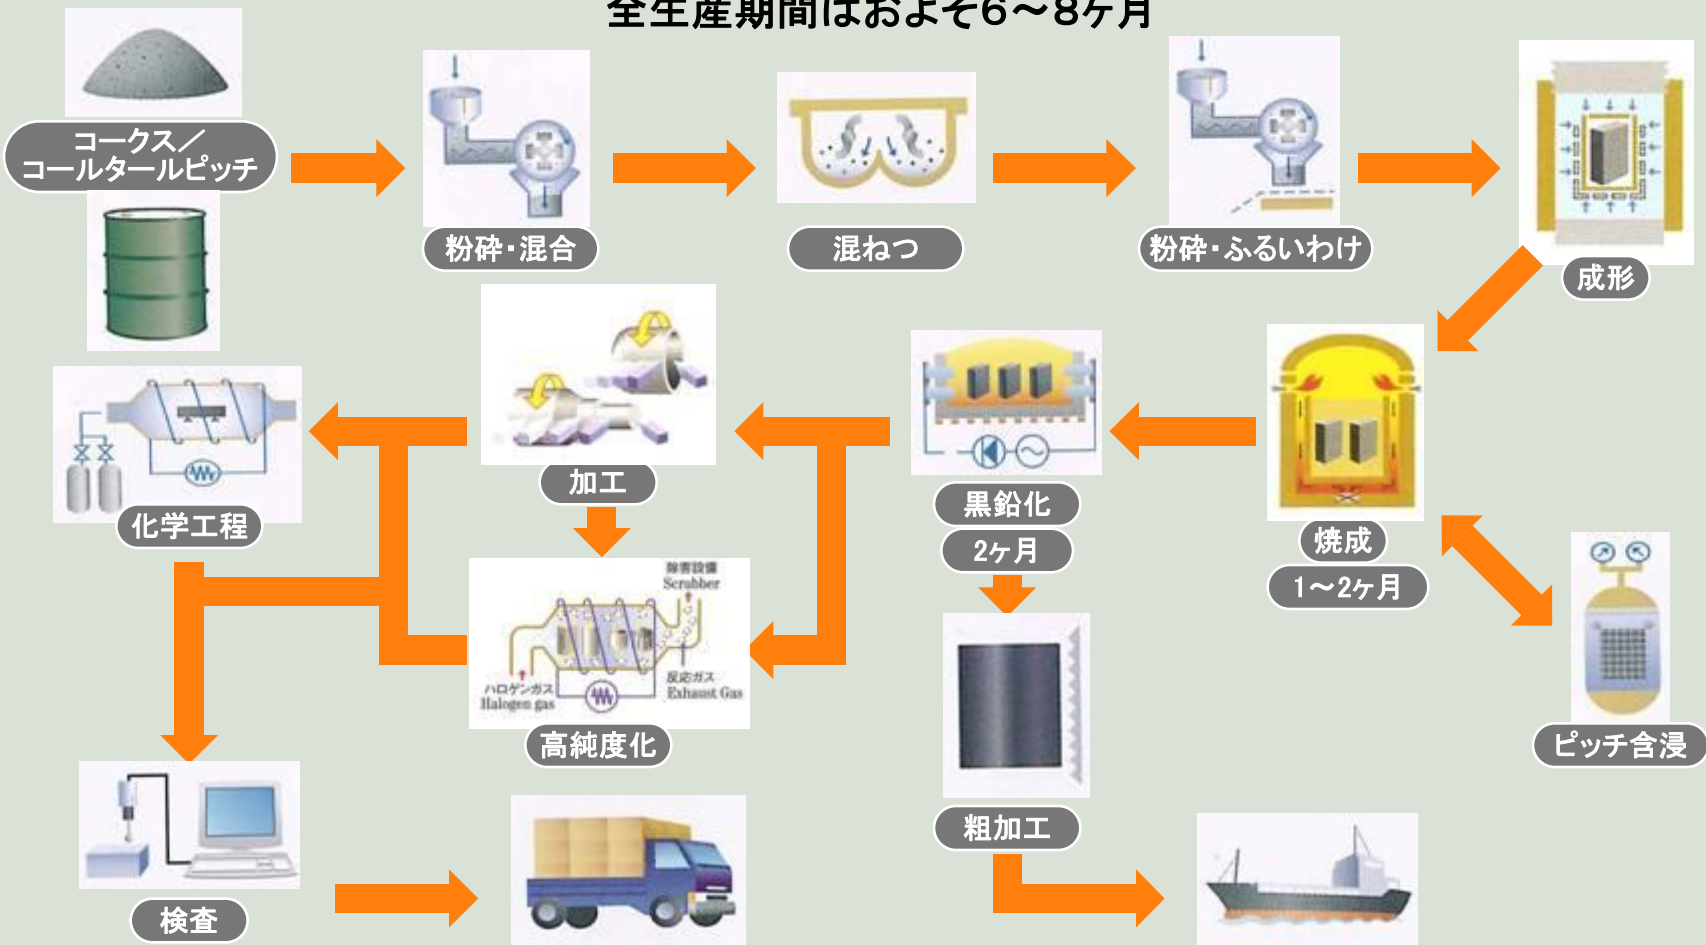 全生産期間はおよそ6～8ヶ月
コークス／
コールタールピッチ
粉砕・混合
混ねつ
粉砕・ふるいわけ
成形
焼成
1～2ヶ月
ピッチ含浸
黒鉛化
2ヶ月
加工
化学工程
除害設備
Scrubber
ハロゲンガス
Halogen gas
反応ガス
Exhaust Gas
高純度化
粗加工
検査